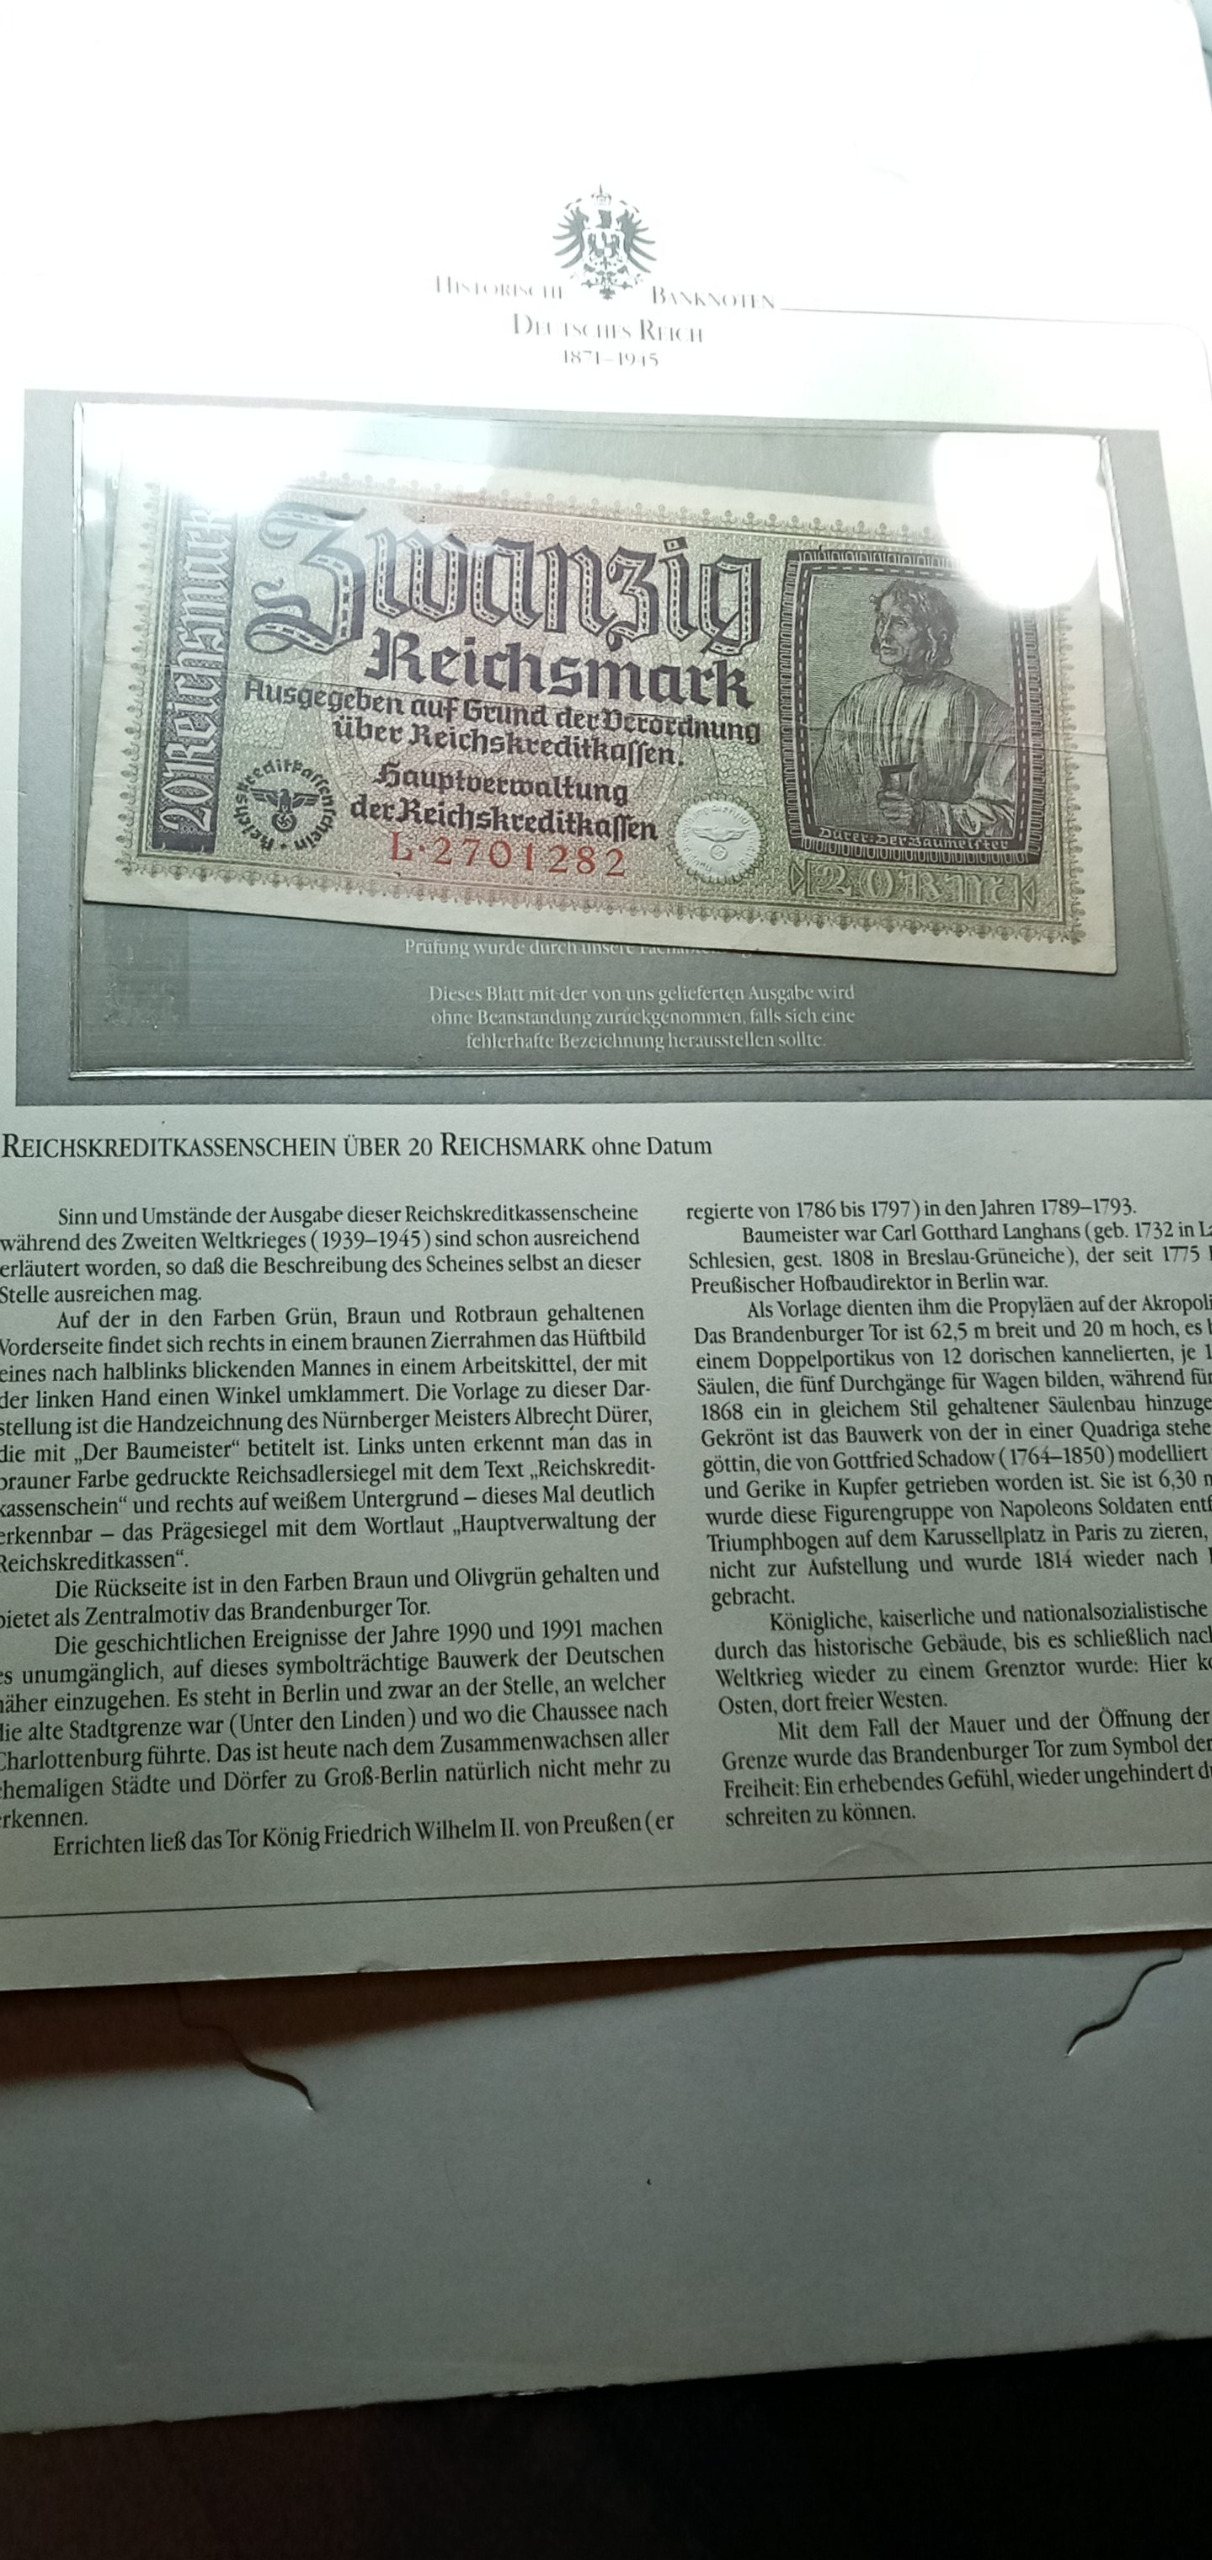 HISTORISCHE BANKNOTEN
DEUTSCHES REICH
1871–1945
20 Reichsmark
Zwanzig
Reichsmark
Ausgegeben auf Grund der Verordnung
über Reichskreditkassen.
Hauptverwaltung
der Reichskreditkassen
Reichskreditkassenschein
L·2701282
Dürer: Der Baumeister
20 RM
Prüfung wurde durch unsere
Dieses Blatt mit der von uns gelieferten Ausgabe wird
ohne Beanstandung zurückgenommen, falls sich eine
fehlerhafte Bezeichnung herausstellen sollte.
REICHSKREDITKASSENSCHEIN ÜBER 20 REICHSMARK ohne Datum
Sinn und Umstände der Ausgabe dieser Reichskreditkassenscheine
während des Zweiten Weltkrieges (1939–1945) sind schon ausreichend
erläutert worden, so daß die Beschreibung des Scheines selbst an dieser
Stelle ausreichen mag.
Auf der in den Farben Grün, Braun und Rotbraun gehaltenen
Vorderseite findet sich rechts in einem braunen Zierrahmen das Hüftbild
eines nach halblinks blickenden Mannes in einem Arbeitskittel, der mit
der linken Hand einen Winkel umklammert. Die Vorlage zu dieser Dar-
stellung ist die Handzeichnung des Nürnberger Meisters Albrecht Dürer,
die mit „Der Baumeister“ betitelt ist. Links unten erkennt man das in
brauner Farbe gedruckte Reichsadlersiegel mit dem Text „Reichskredit-
kassenschein“ und rechts auf weißem Untergrund – dieses Mal deutlich
erkennbar – das Prägesiegel mit dem Wortlaut „Hauptverwaltung der
Reichskreditkassen“.
Die Rückseite ist in den Farben Braun und Olivgrün gehalten und
bietet als Zentralmotiv das Brandenburger Tor.
Die geschichtlichen Ereignisse der Jahre 1990 und 1991 machen
es unumgänglich, auf dieses symbolträchtige Bauwerk der Deutschen
näher einzugehen. Es steht in Berlin und zwar an der Stelle, an welcher
die alte Stadtgrenze war (Unter den Linden) und wo die Chaussee nach
Charlottenburg führte. Das ist heute nach dem Zusammenwachsen aller
ehemaligen Städte und Dörfer zu Groß-Berlin natürlich nicht mehr zu
erkennen.
Errichten ließ das Tor König Friedrich Wilhelm II. von Preußen (er
regierte von 1786 bis 1797) in den Jahren 1789–1793.
Baumeister war Carl Gotthard Langhans (geb. 1732 in
Schlesien, gest. 1808 in Breslau-Grüneiche), der seit 1775
Preußischer Hofbaudirektor in Berlin war.
Als Vorlage dienten ihm die Propyläen auf der Akropoli
Das Brandenburger Tor ist 62,5 m breit und 20 m hoch, es
einem Doppelportikus von 12 dorischen kannelierten, je
Säulen, die fünf Durchgänge für Wagen bilden, während
1868 ein in gleichem Stil gehaltener Säulenbau hinzuge
Gekrönt ist das Bauwerk von der in einer Quadriga stehe
göttin, die von Gottfried Schadow (1764–1850) modelliert
und Gerike in Kupfer getrieben worden ist. Sie ist 6,30
wurde diese Figurengruppe von Napoleons Soldaten entf
Triumphbogen auf dem Karussellplatz in Paris zu zieren,
nicht zur Aufstellung und wurde 1814 wieder nach
gebracht.
Königliche, kaiserliche und nationalsozialistische
durch das historische Gebäude, bis es schließlich nach
Weltkrieg wieder zu einem Grenztor wurde: Hier
Osten, dort freier Westen.
Mit dem Fall der Mauer und der Öffnung der
Grenze wurde das Brandenburger Tor zum Symbol der
Freiheit: Ein erhebendes Gefühl, wieder ungehindert
schreiten zu können.